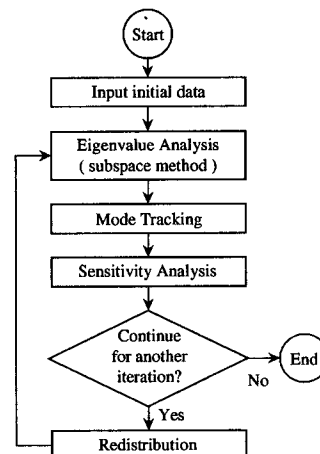 Start
Input initial data
Eigenvalue Analysis
( subspace method )
Mode Tracking
Sensitivity Analysis
Continue
for another
iteration?
No
End
Yes
Redistribution